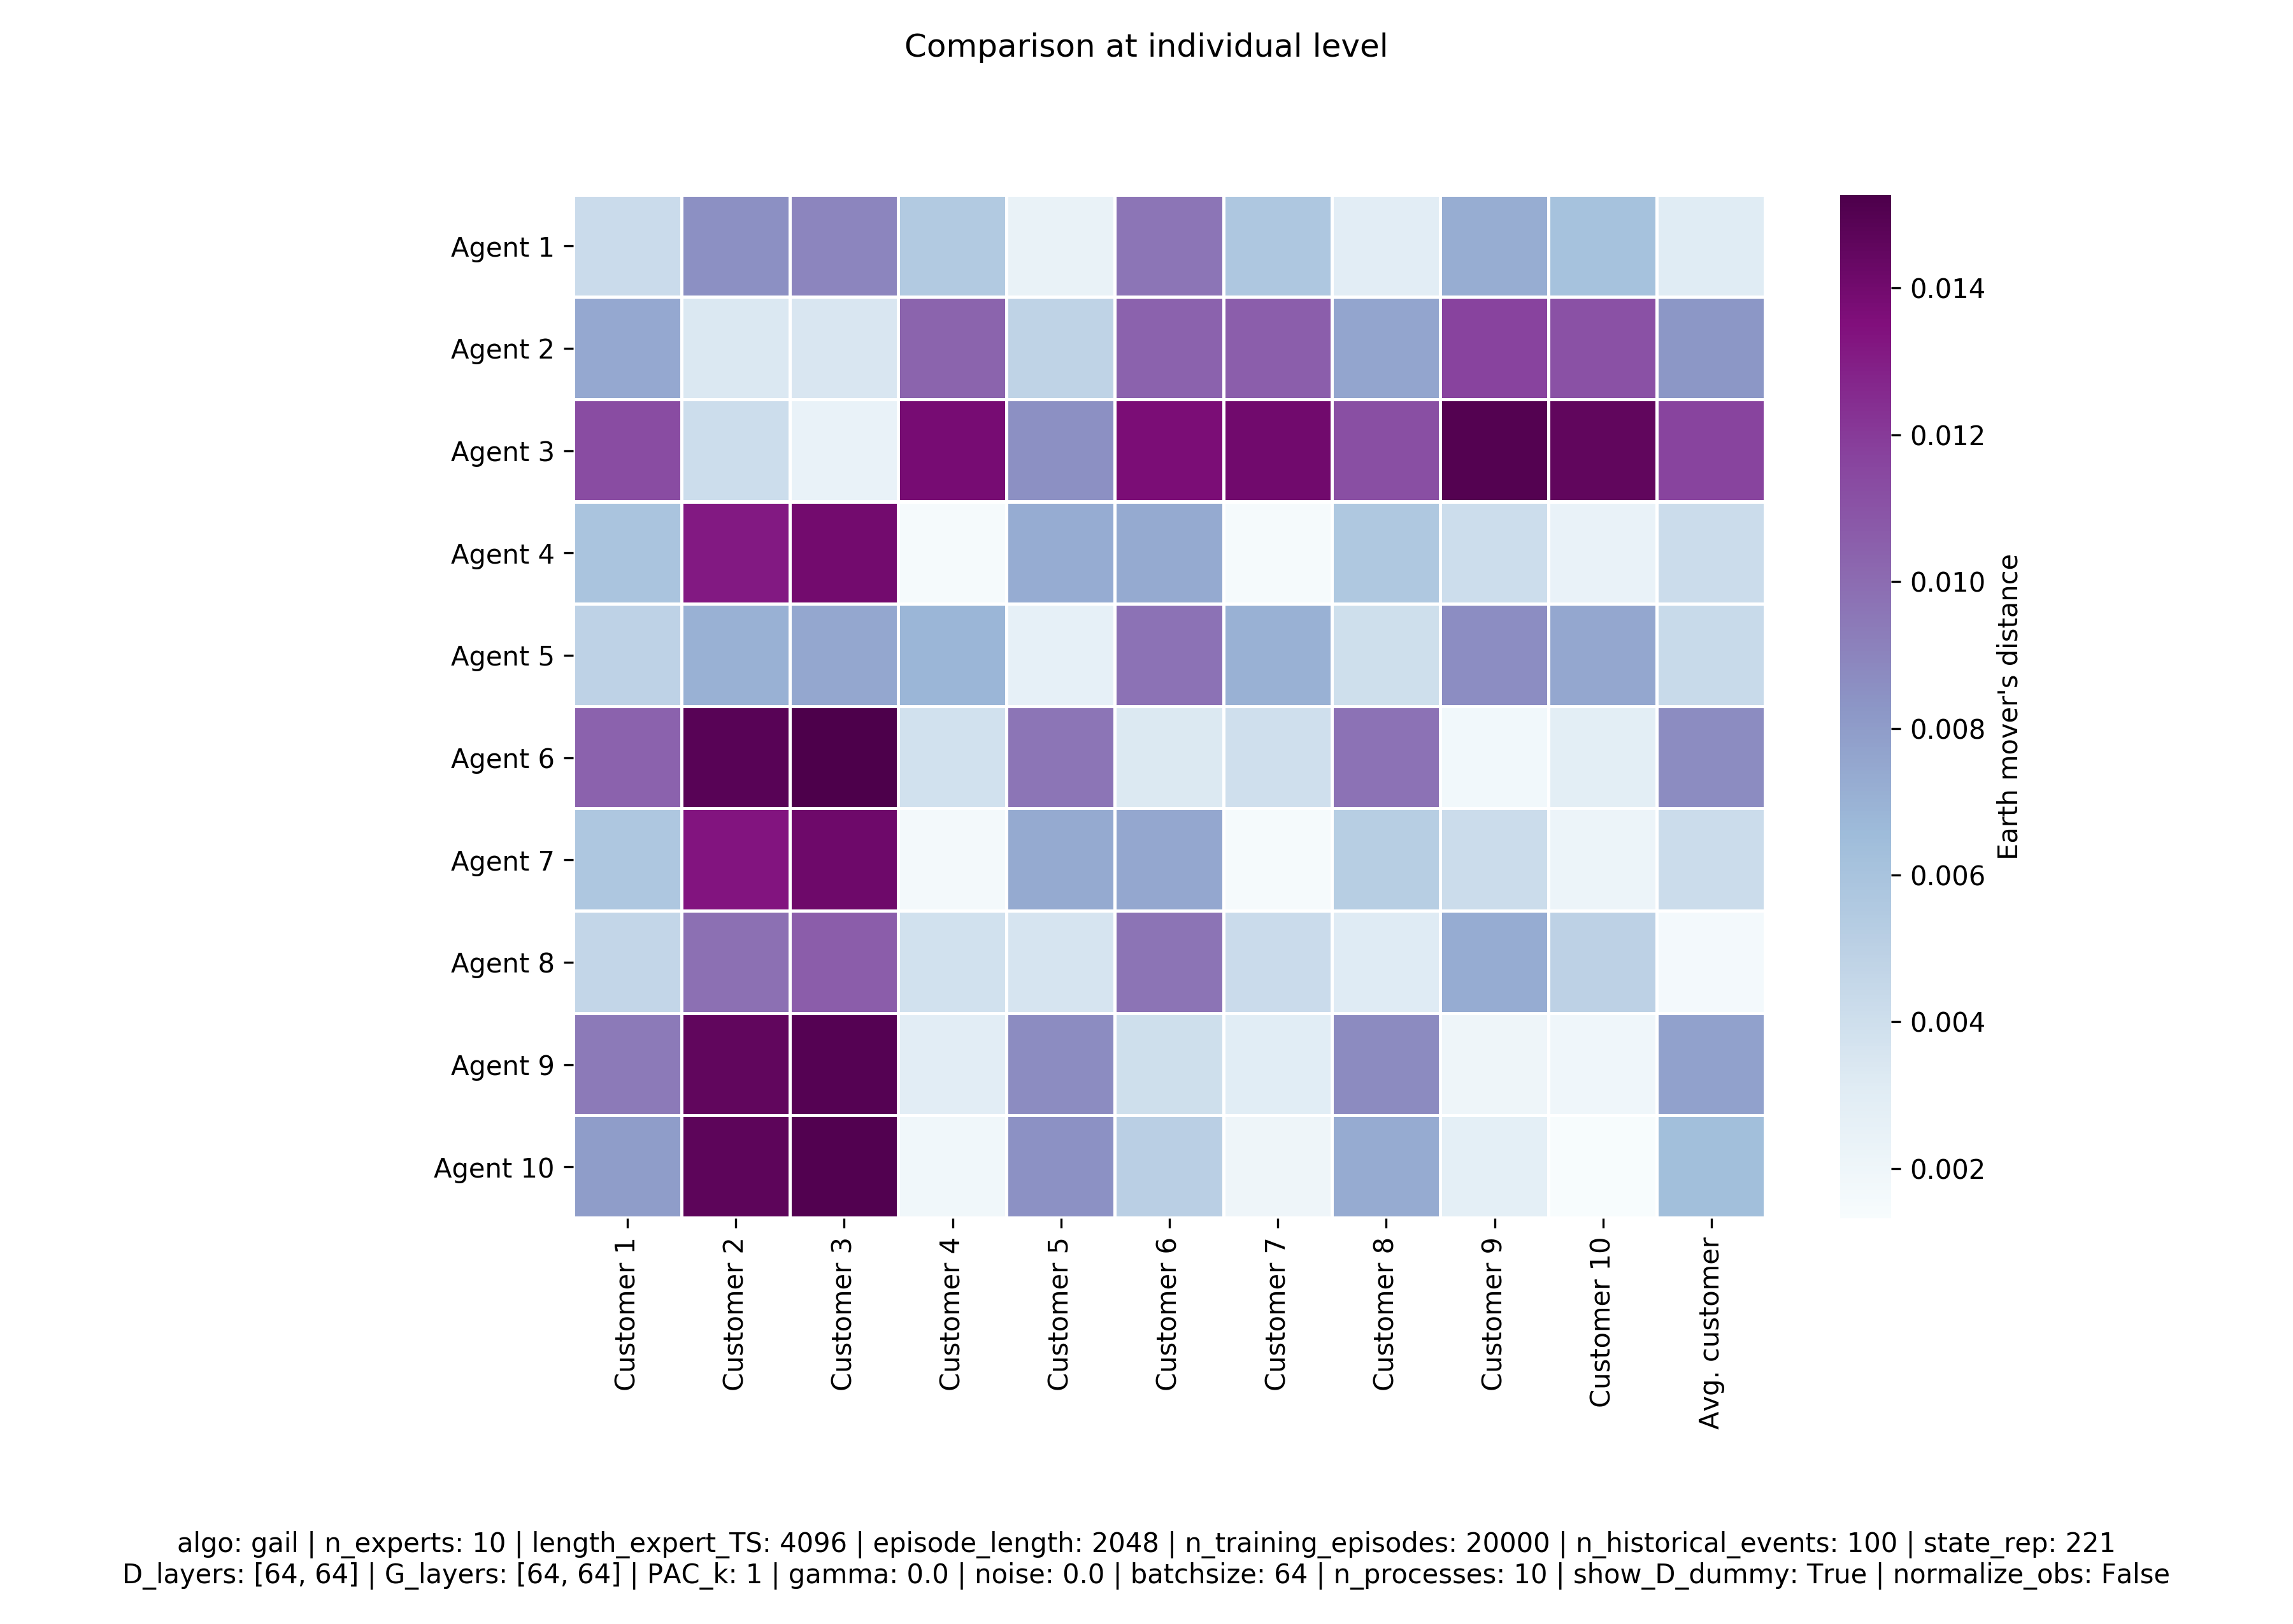 Comparison at individual level
Agent 1
Agent 2
Agent 3
Agent 4
Agent 5
Agent 6
Agent 7
Agent 8
Agent 9
Agent 10
Customer 1
Customer 2
Customer 3
Customer 4
Customer 5
Customer 6
Customer 7
Customer 8
Customer 9
Customer 10
Avg. customer
0.014
0.012
0.010
0.008
0.006
0.004
0.002
Earth mover's distance
algo: gail | n_experts: 10 | length_expert_TS: 4096 | episode_length: 2048 | n_training_episodes: 20000 | n_historical_events: 100 | state_rep: 221
D_layers: [64, 64] | G_layers: [64, 64] | PAC_k: 1 | gamma: 0.0 | noise: 0.0 | batchsize: 64 | n_processes: 10 | show_D_dummy: True | normalize_obs: False